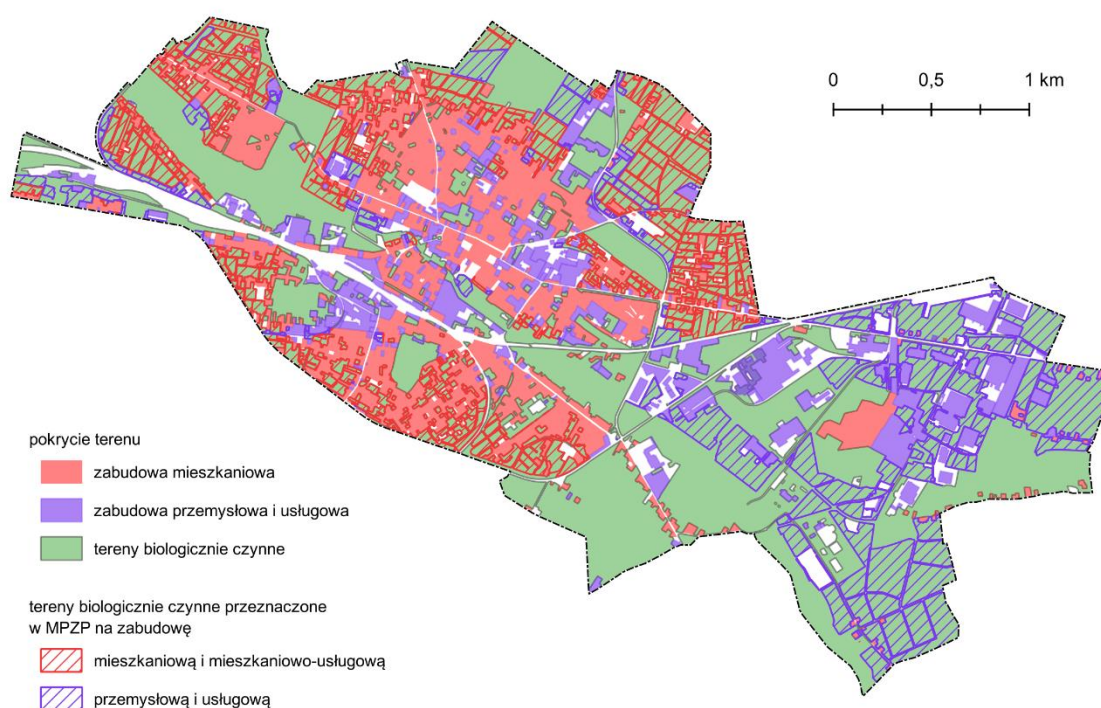 0 0,5 1 km
pokrycie terenu
zabudowa mieszkaniowa
zabudowa przemysłowa i usługowa
tereny biologicznie czynne
tereny biologicznie czynne przeznaczone
w MPZP na zabudowę
mieszkaniową i mieszkaniowo-usługową
przemysłową i usługową